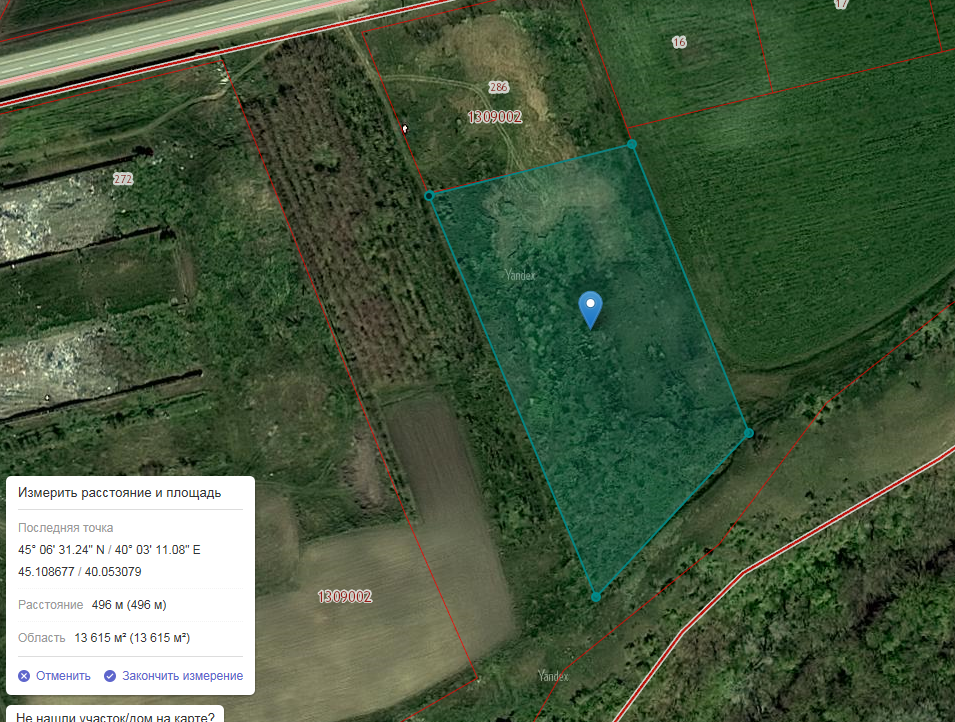 17
16
286
1309002
272
Yandex
Измерить расстояние и площадь
Последняя точка
45° 06' 31.24" N / 40° 03' 11.08" E
45.108677 / 40.053079
Расстояние 496 м (496 м)
1309002
Область 13 615 м² (13 615 м²)
Отменить Закончить измерение
Yandex
Не нашли участок/дом на карте?